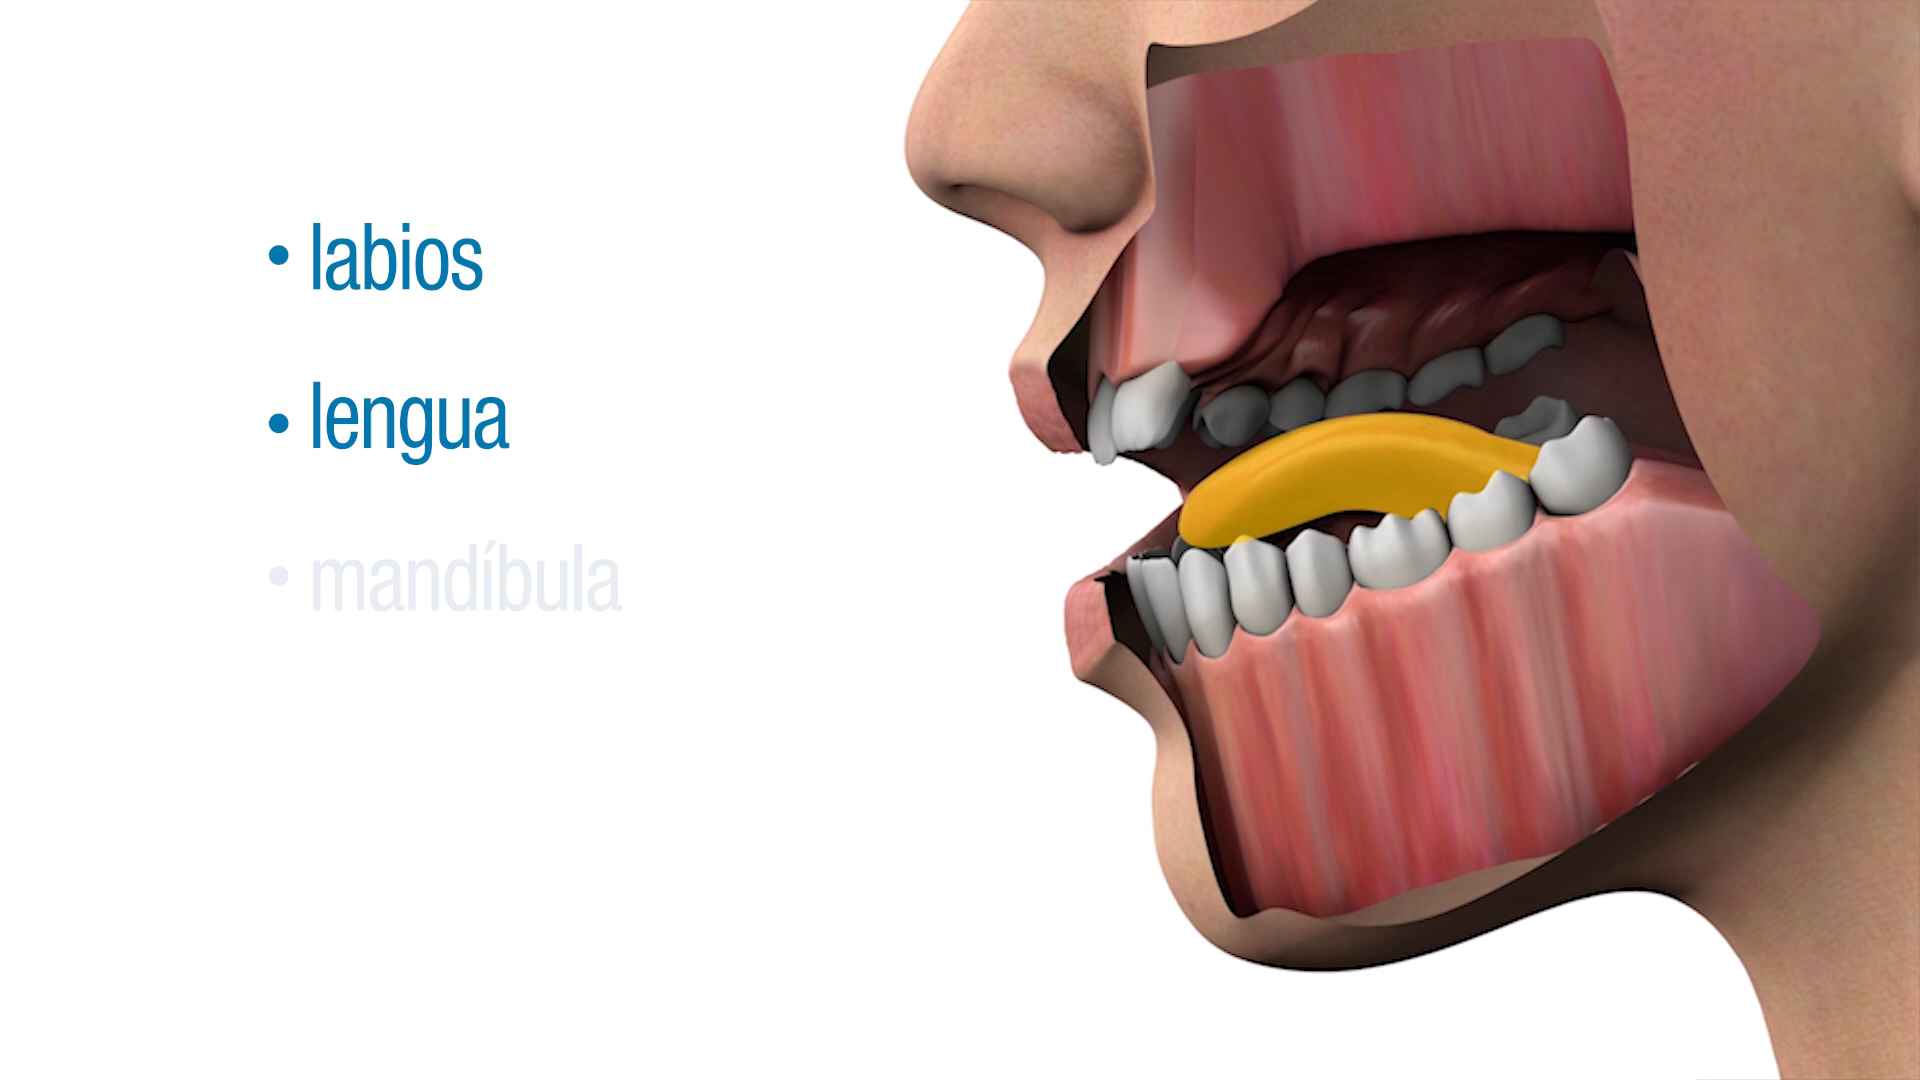 • labios
• lengua
• mandíbula